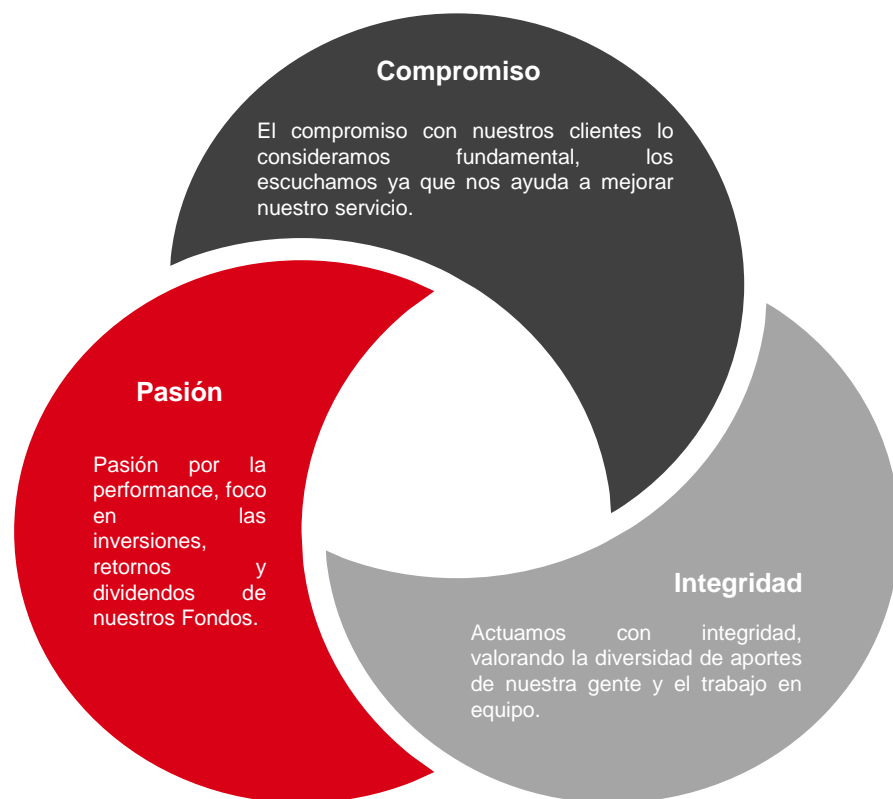 Compromiso
El compromiso con nuestros clientes lo
consideramos fundamental, los
escuchamos ya que nos ayuda a mejorar
nuestro servicio.
Pasión
Pasión por la
performance, foco
en las
inversiones,
retornos y
dividendos de
nuestros Fondos.
Integridad
Actuamos con integridad,
valorando la diversidad de aportes
de nuestra gente y el trabajo en
equipo.